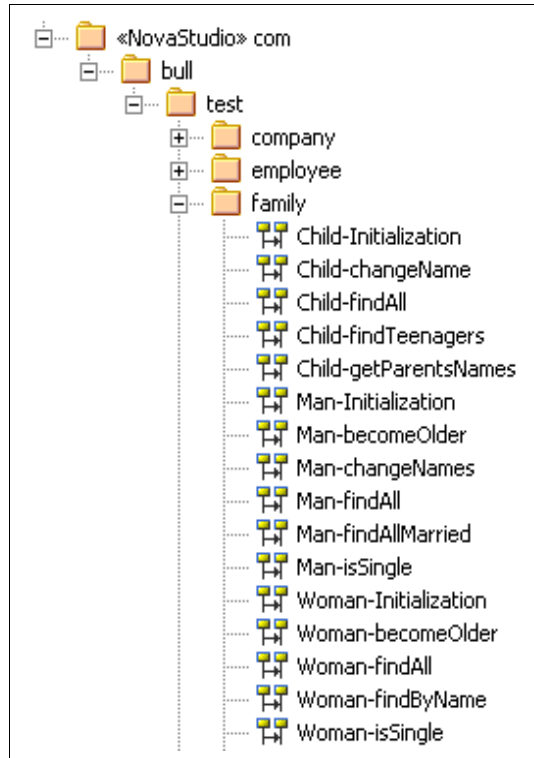 «NovaStudio» com
bull
test
company
employee
family
Child-Initialization
Child-changeName
Child-findAll
Child-findTeenagers
Child-getParentsNames
Man-Initialization
Man-becomeOlder
Man-changeNames
Man-findAll
Man-findAllMarried
Man-isSingle
Woman-Initialization
Woman-becomeOlder
Woman-findAll
Woman-findByName
Woman-isSingle